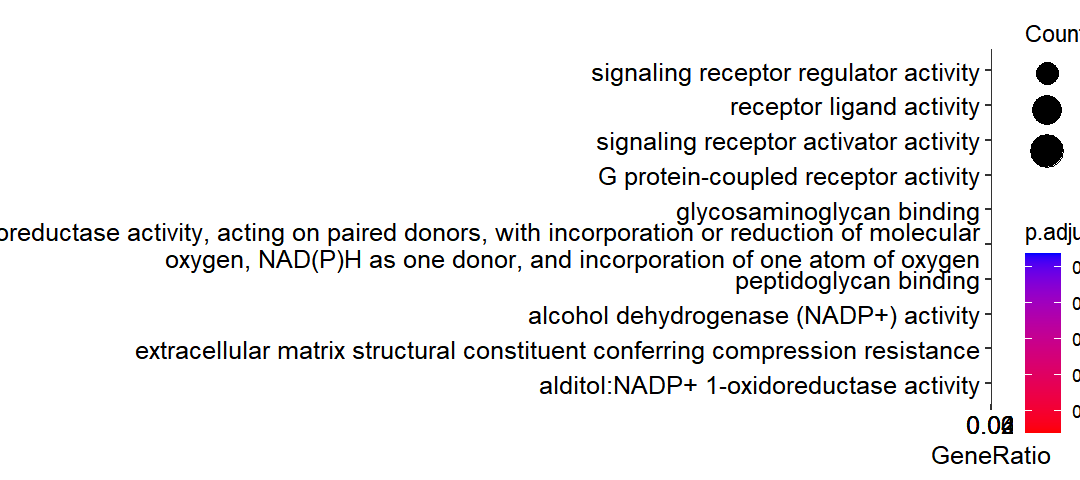 Count
signaling receptor regulator activity
receptor ligand activity
signaling receptor activator activity
G protein-coupled receptor activity
glycosaminoglycan binding
oreductase activity, acting on paired donors, with incorporation or reduction of molecular
oxygen, NAD(P)H as one donor, and incorporation of one atom of oxygen
peptidoglycan binding
alcohol dehydrogenase (NADP+) activity
extracellular matrix structural constituent conferring compression resistance
alditol:NADP+ 1-oxidoreductase activity
GeneRatio
p.adju
0
0
0
0
0